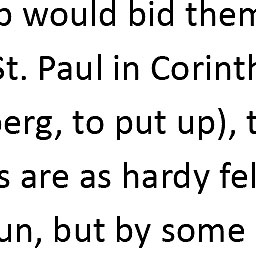 would bid them
St. Paul in Corinth
berg, to put up), t
s are as hardy fel
un, but by some